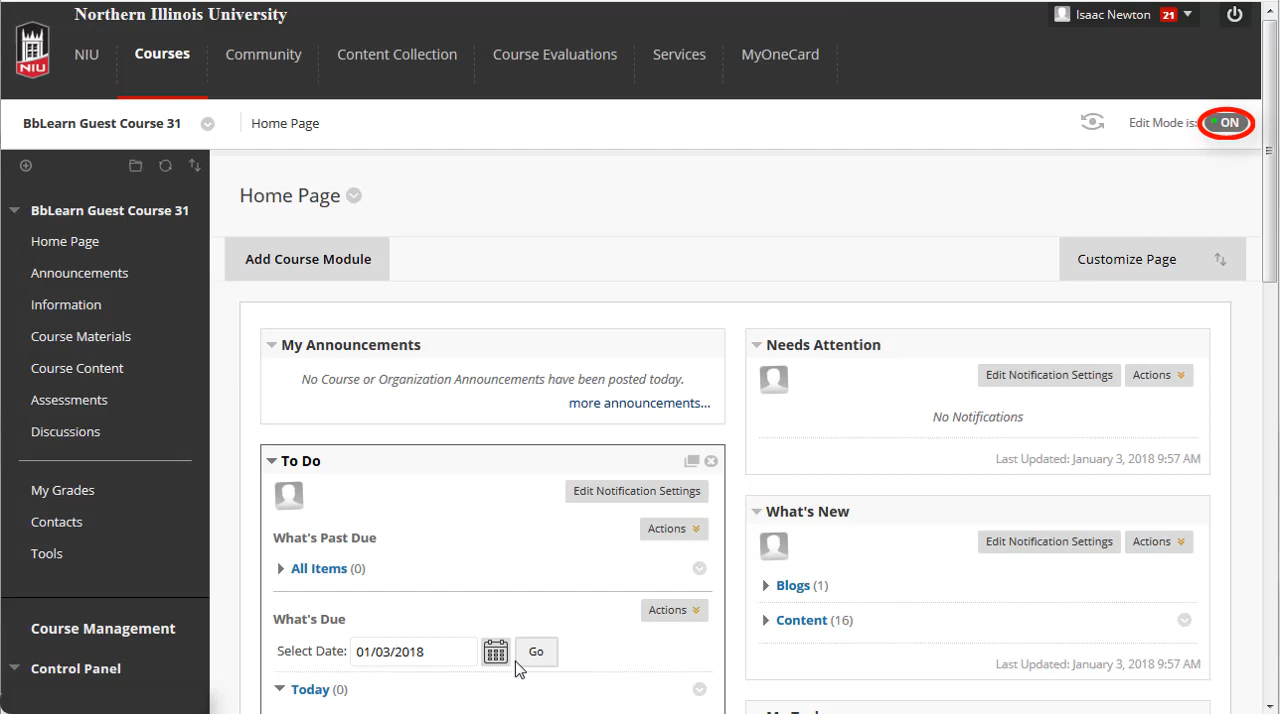 Northern Illinois University
Isaac Newton 21
NIU
NIU Courses Community Content Collection Course Evaluations Services MyOneCard
BbLearn Guest Course 31 Home Page Edit Mode is: ON
Home Page
Add Course Module Customize Page
BbLearn Guest Course 31
Home Page
Announcements
Information
Course Materials
Course Content
Assessments
Discussions
My Grades
Contacts
Tools
Course Management
Control Panel
My Announcements
No Course or Organization Announcements have been posted today.
more announcements...
To Do
Edit Notification Settings
Actions
What's Past Due
All Items (0)
Actions
What's Due
Select Date: 01/03/2018 Go
Today (0)
Needs Attention
Edit Notification Settings Actions
No Notifications
Last Updated: January 3, 2018 9:57 AM
What's New
Edit Notification Settings Actions
Blogs (1)
Content (16)
Last Updated: January 3, 2018 9:57 AM